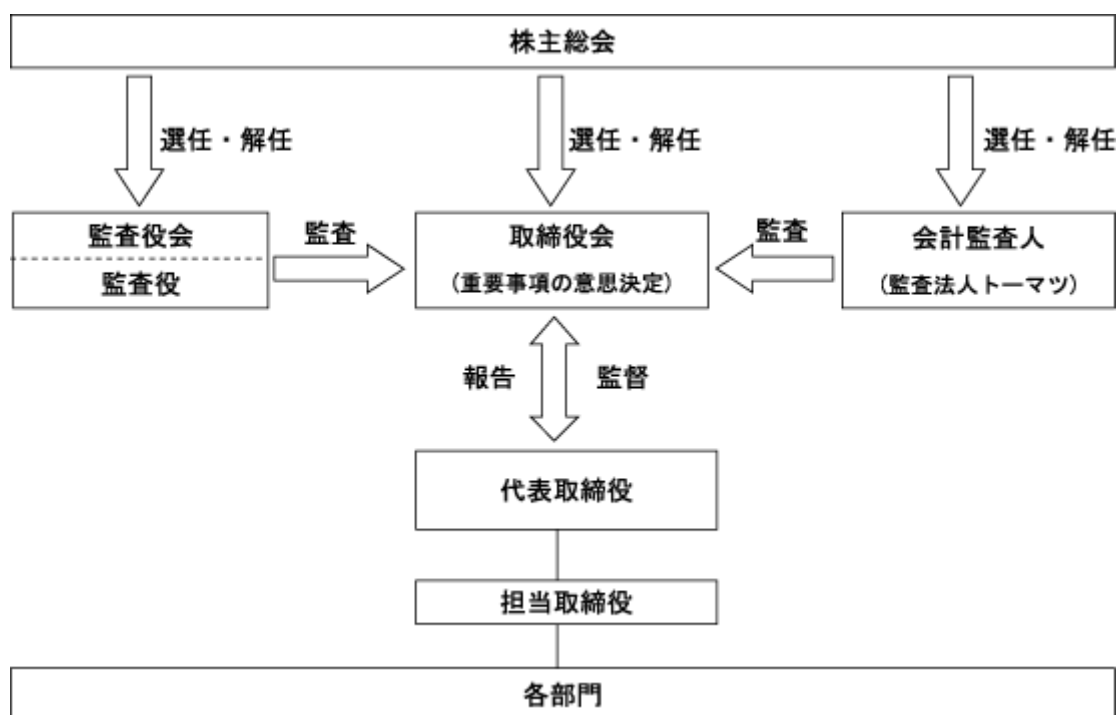 株主総会
選任・解任
選任・解任
選任・解任
監査役会
監査役
監査
取締役会
(重要事項の意思決定)
監査
会計監査人
(監査法人トーマツ)
報告
監督
代表取締役
担当取締役
各部門